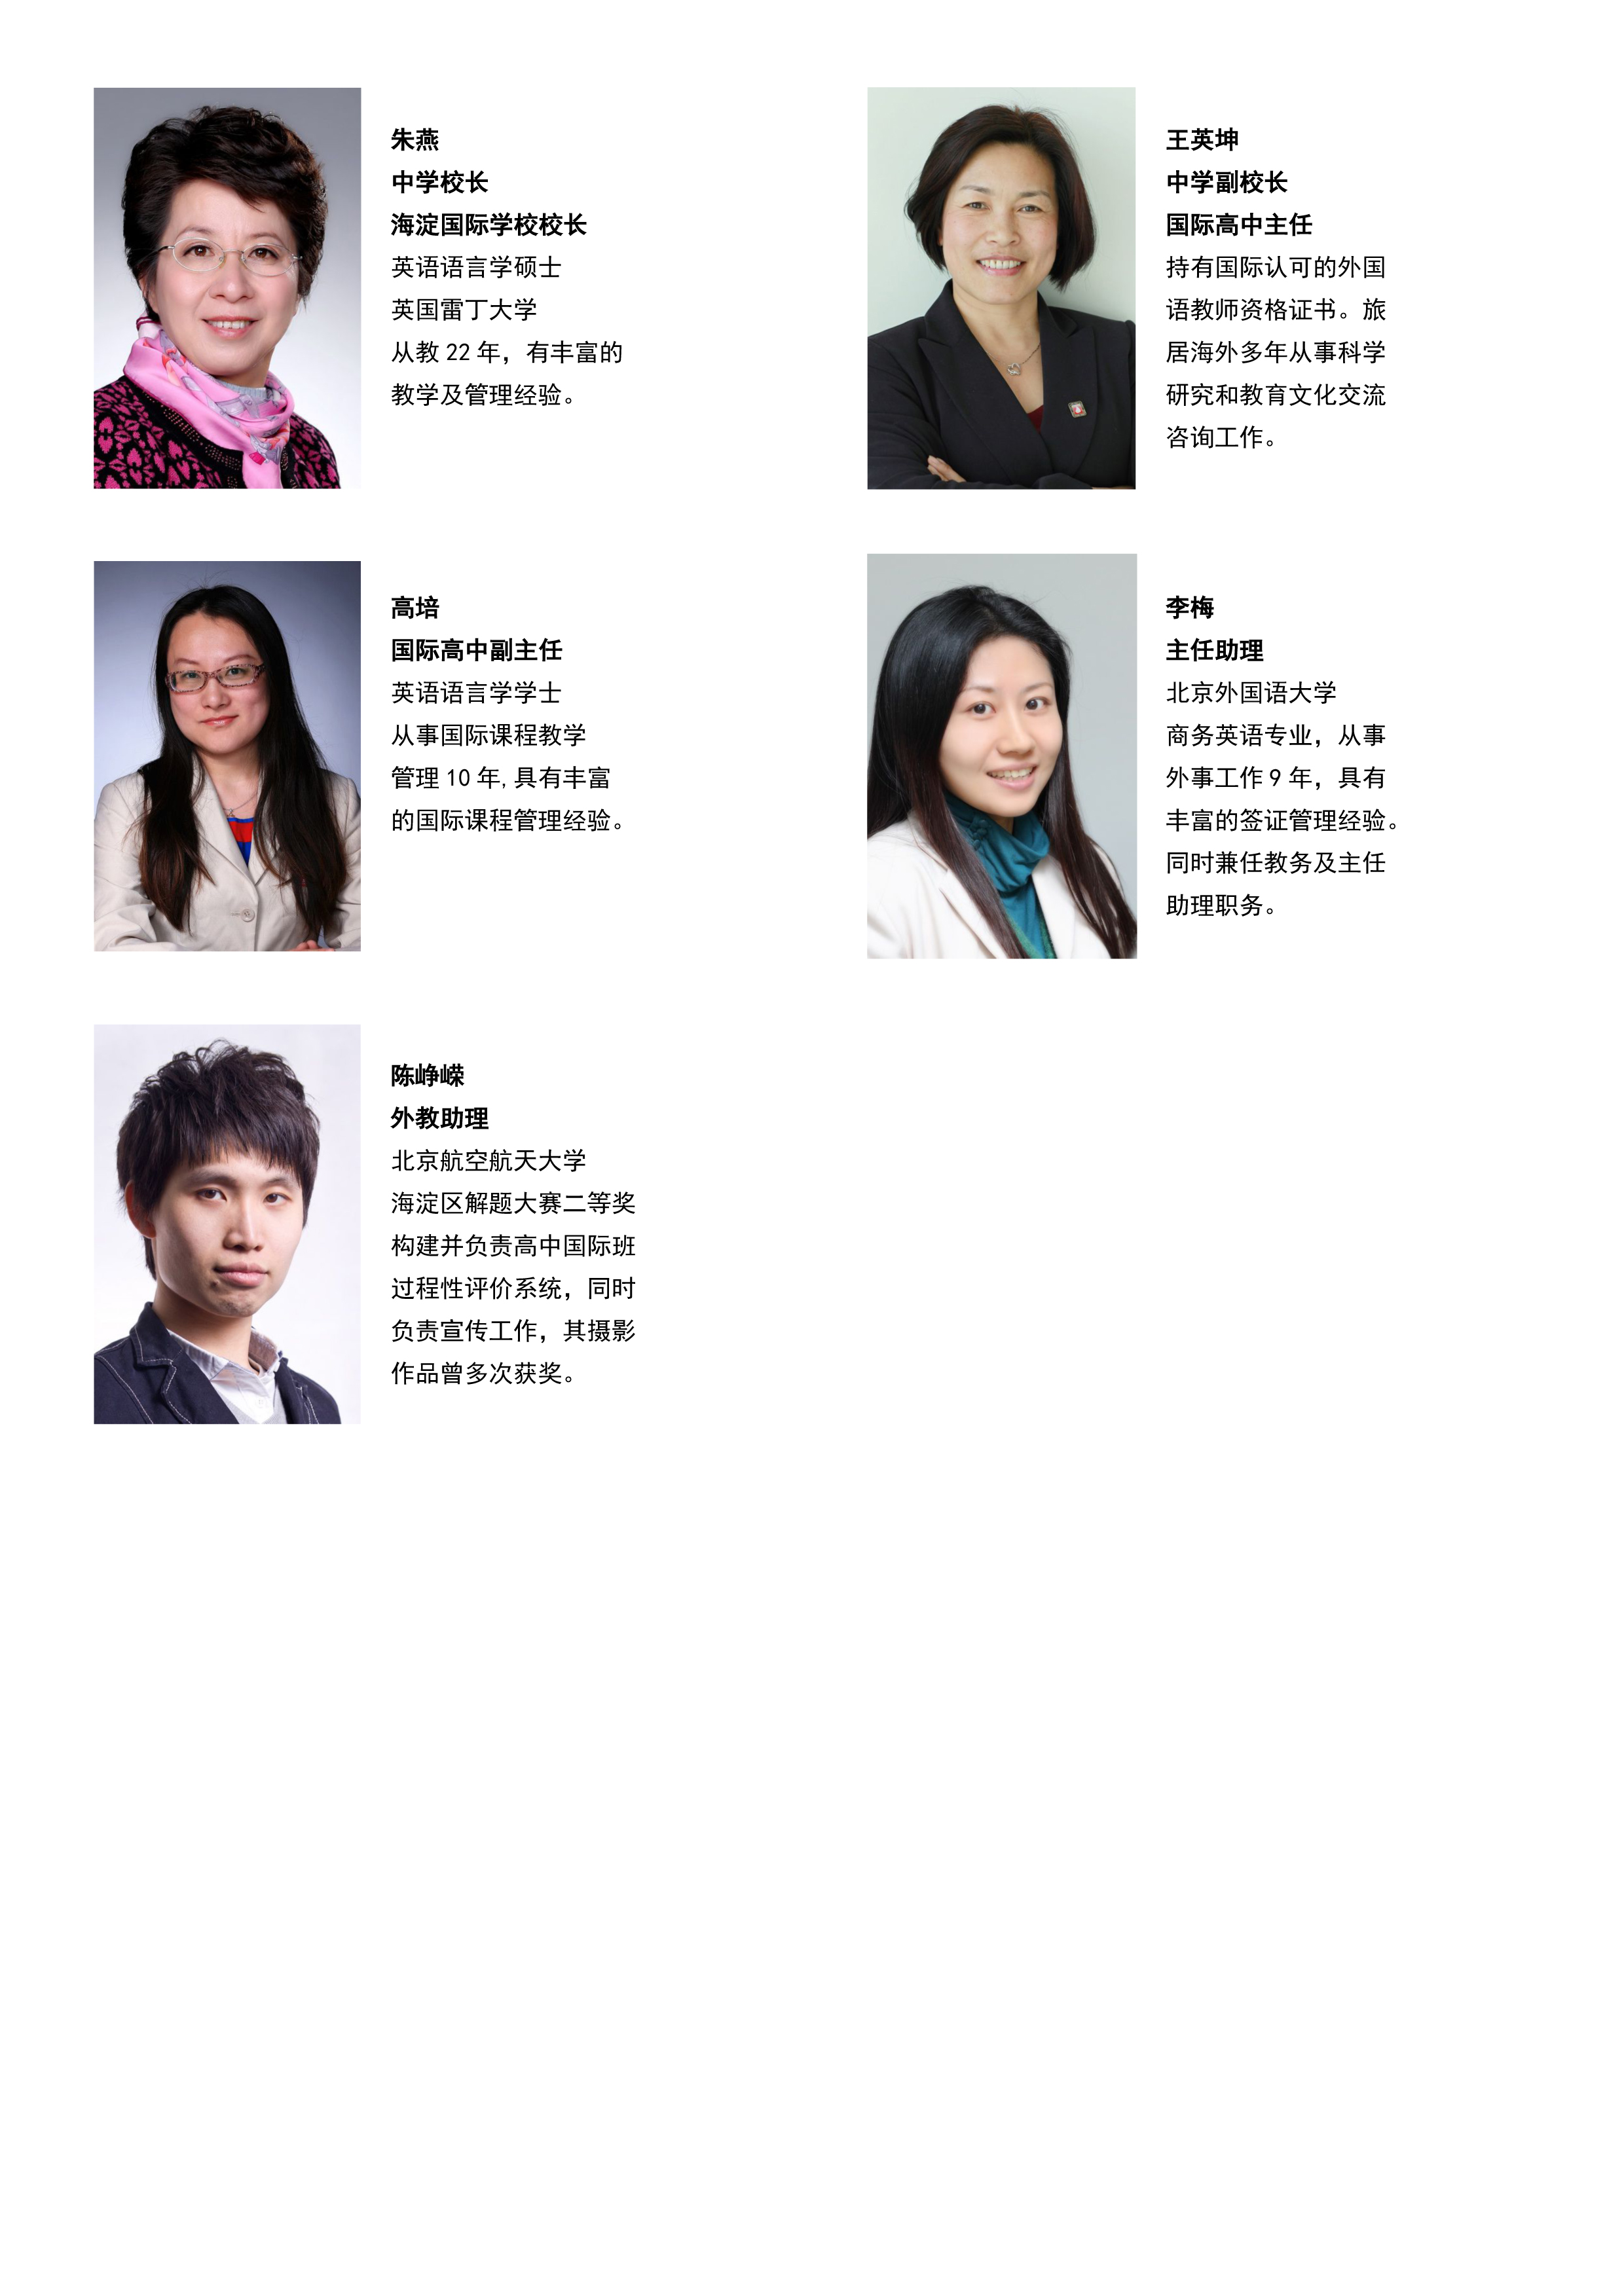 朱燕
中学校长
海淀国际学校校长
英语语言学硕士
英国雷丁大学
从教 22 年，有丰富的
教学及管理经验。
王英坤
中学副校长
国际高中主任
持有国际认可的外国
语教师资格证书。旅
居海外多年从事科学
研究和教育文化交流
咨询工作。
高培
国际高中副主任
英语语言学学士
从事国际课程教学
管理 10 年,具有丰富
的国际课程管理经验。
李梅
主任助理
北京外国语大学
商务英语专业，从事
外事工作 9 年，具有
丰富的签证管理经验。
同时兼任教务及主任
助理职务。
陈峥嵘
外教助理
北京航空航天大学
海淀区解题大赛二等奖
构建并负责高中国际班
过程性评价系统，同时
负责宣传工作，其摄影
作品曾多次获奖。